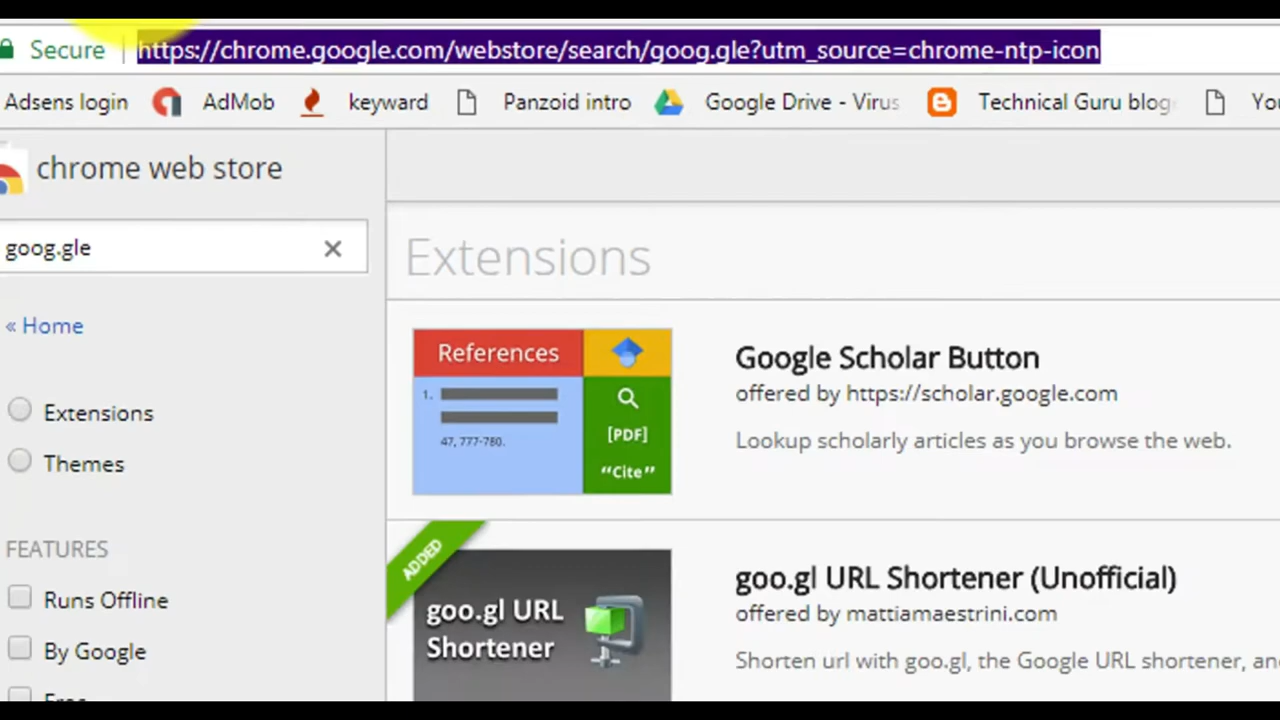 Secure
https://chrome.google.com/webstore/search/goog.gle?utm_source=chrome-ntp-icon
Adsens login AdMob keyward Panzoid intro Google Drive - Virus Technical Guru blog
chrome web store
goog.gle
Extensions
« Home
Extensions
Themes
FEATURES
Runs Offline
By Google
References
1.
47, 777-780.
[PDF]
“Cite”
Google Scholar Button
offered by https://scholar.google.com
Lookup scholarly articles as you browse the web.
ADDED
goo.gl URL
Shortener
goo.gl URL Shortener (Unofficial)
offered by mattiamaestrini.com
Shorten url with goo.gl, the Google URL shortener,